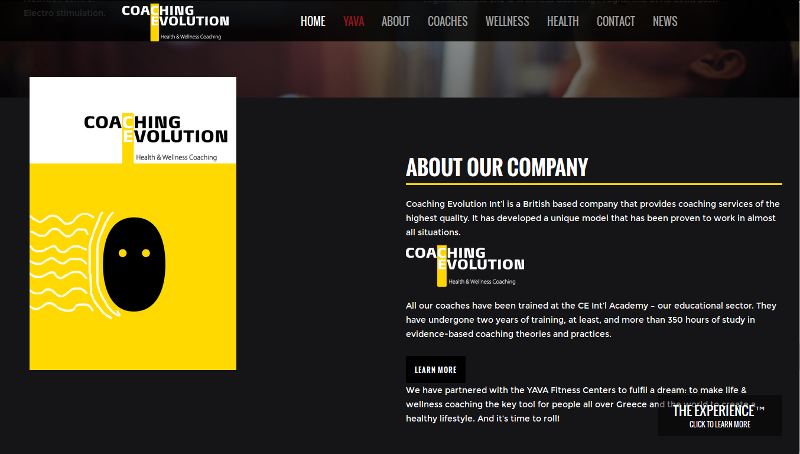 Electro stimulation.
COACHING
EVOLUTION
Health & Wellness Coaching
HOME YAVA ABOUT COACHES WELLNESS HEALTH CONTACT NEWS
COACHING
EVOLUTION
Health & Wellness Coaching
ABOUT OUR COMPANY
Coaching Evolution Int'l is a British based company that provides coaching services of the
highest quality. It has developed a unique model that has been proven to work in almost
all situations.
COACHING
EVOLUTION
Health & Wellness Coaching
All our coaches have been trained at the CE Int'l Academy – our educational sector. They
have undergone two years of training, at least, and more than 350 hours of study in
evidence-based coaching theories and practices.
LEARN MORE
We have partnered with the YAVA Fitness Centers to fulfil a dream: to make life &
wellness coaching the key tool for people all over Greece and the world to create a
healthy lifestyle. And it's time to roll!
THE EXPERIENCE™
CLICK TO LEARN MORE